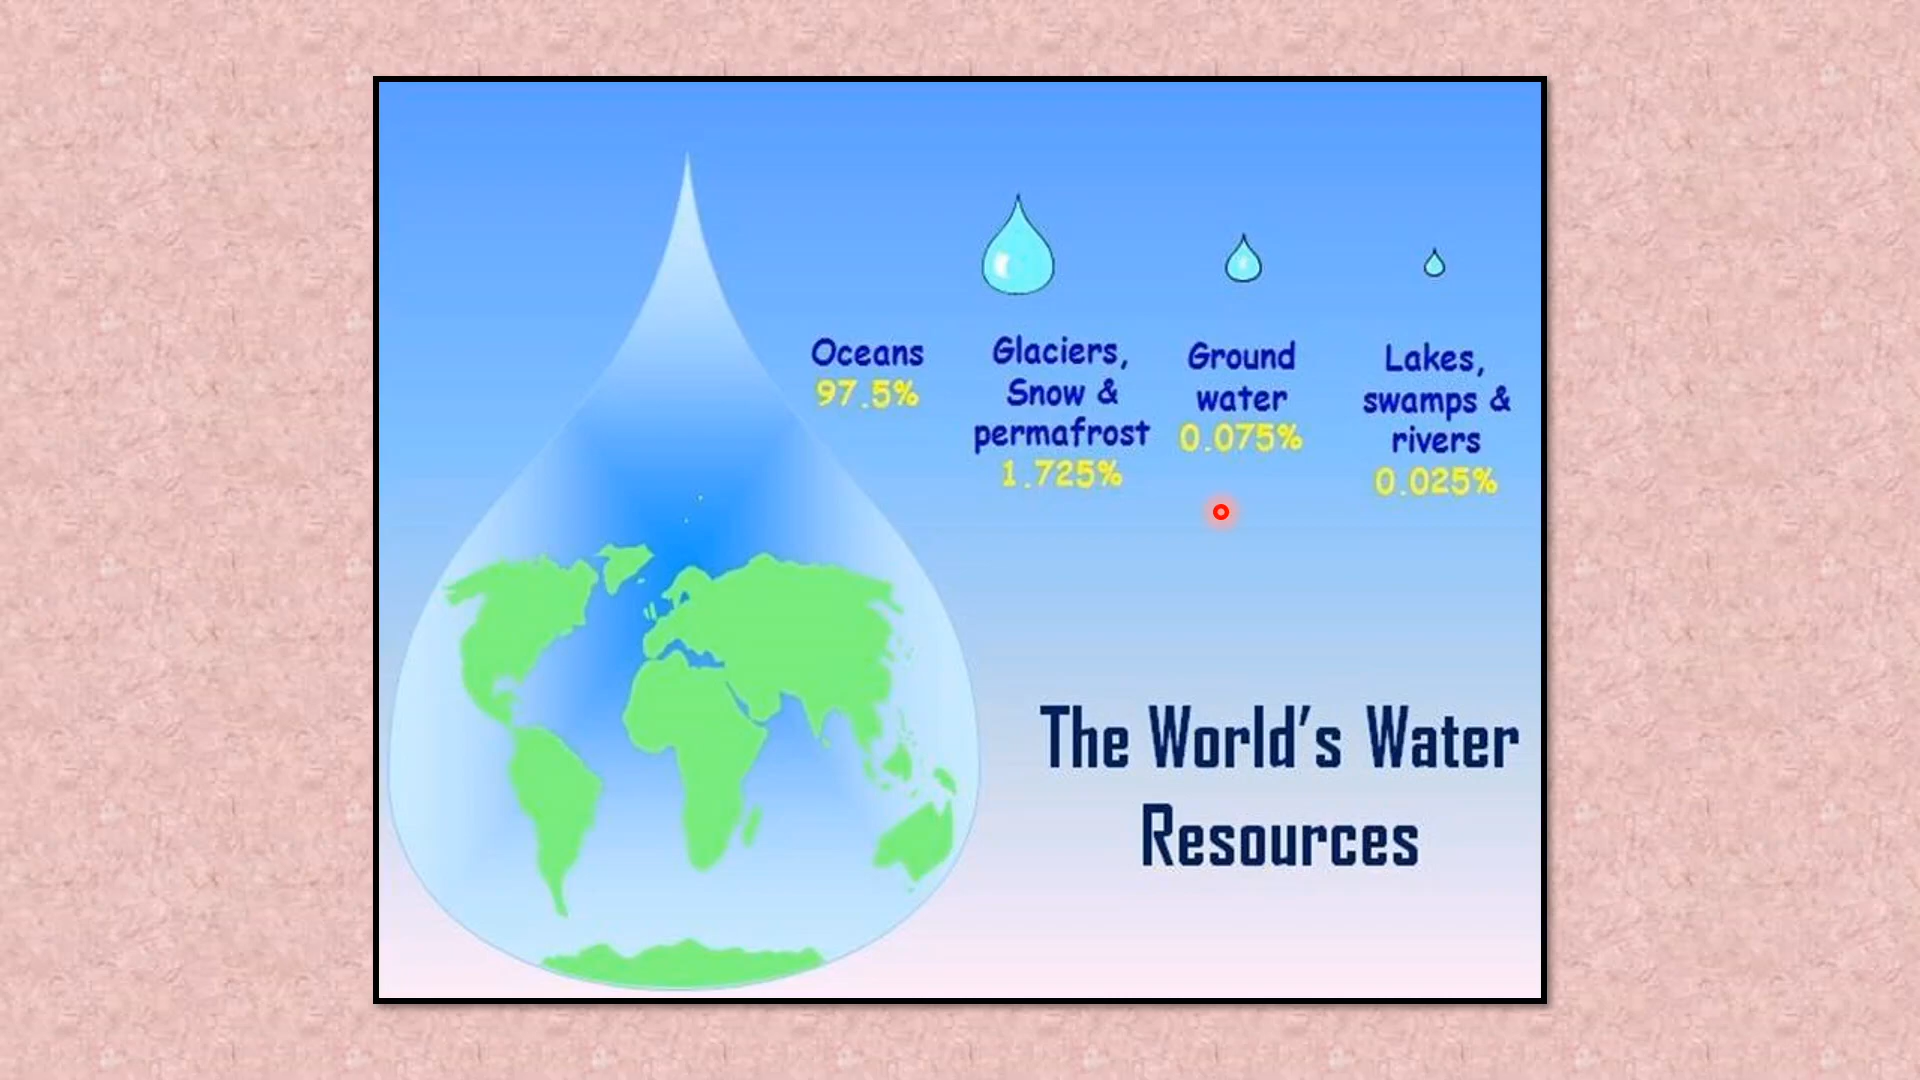 Oceans
97.5%
Glaciers,
Snow &
permafrost
1.725%
Ground
water
0.075%
Lakes,
swamps &
rivers
0.025%
The World's Water
Resources